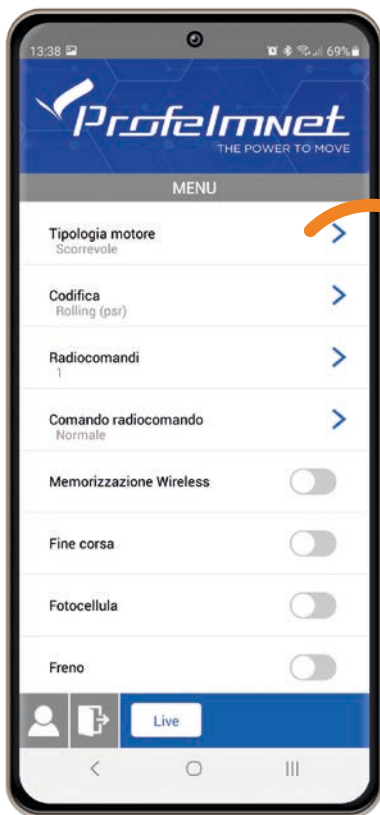 13:38 69%
Profelmnet
THE POWER TO MOVE
MENU
Tipologia motore
Scorrevole
Codifica
Rolling (psr)
Radiocomandi
1
Comando radiocomando
Normale
Memorizzazione Wireless
Fine corsa
Fotocellula
Freno
Live